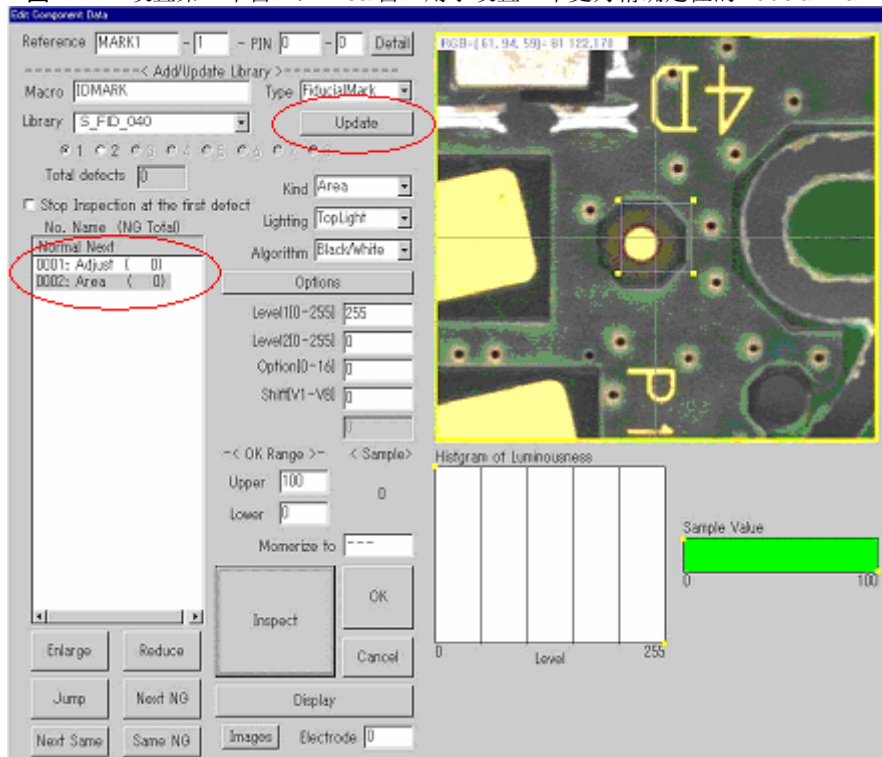 Edit Component Data
Reference MARK1 - 1 - PIN 0 - 0 Detail
< Add/Update Library >
Macro IDMARK Type FiducialMark
Library S_FID_040 Update
1 2 3 4 5 6 7 8
Total defects 0
Stop Inspection at the first defect
Kind Area
Lighting TopLight
Algorithm Black/White
No. Name (NG Total)
Normal Next
0001: Adjust ( 0)
0002: Area ( 0)
Options
Level1[0-255] 255
Level2[0-255] 0
Option[0-16] 0
Shift[V1-V8] 0
0
-< OK Range >- < Sample>
Upper 100
0
Lower 0
Momerize to ---
Inspect
OK
Cancel
Enlarge Reduce
Jump Next NG
Display
Next Same Same NG
Images Electrode 0
RGB=[ 61, 94, 59]= 81 122,170
4D
P1
Histgram of Luminousness
0 Level 255
Sample Value
0 100